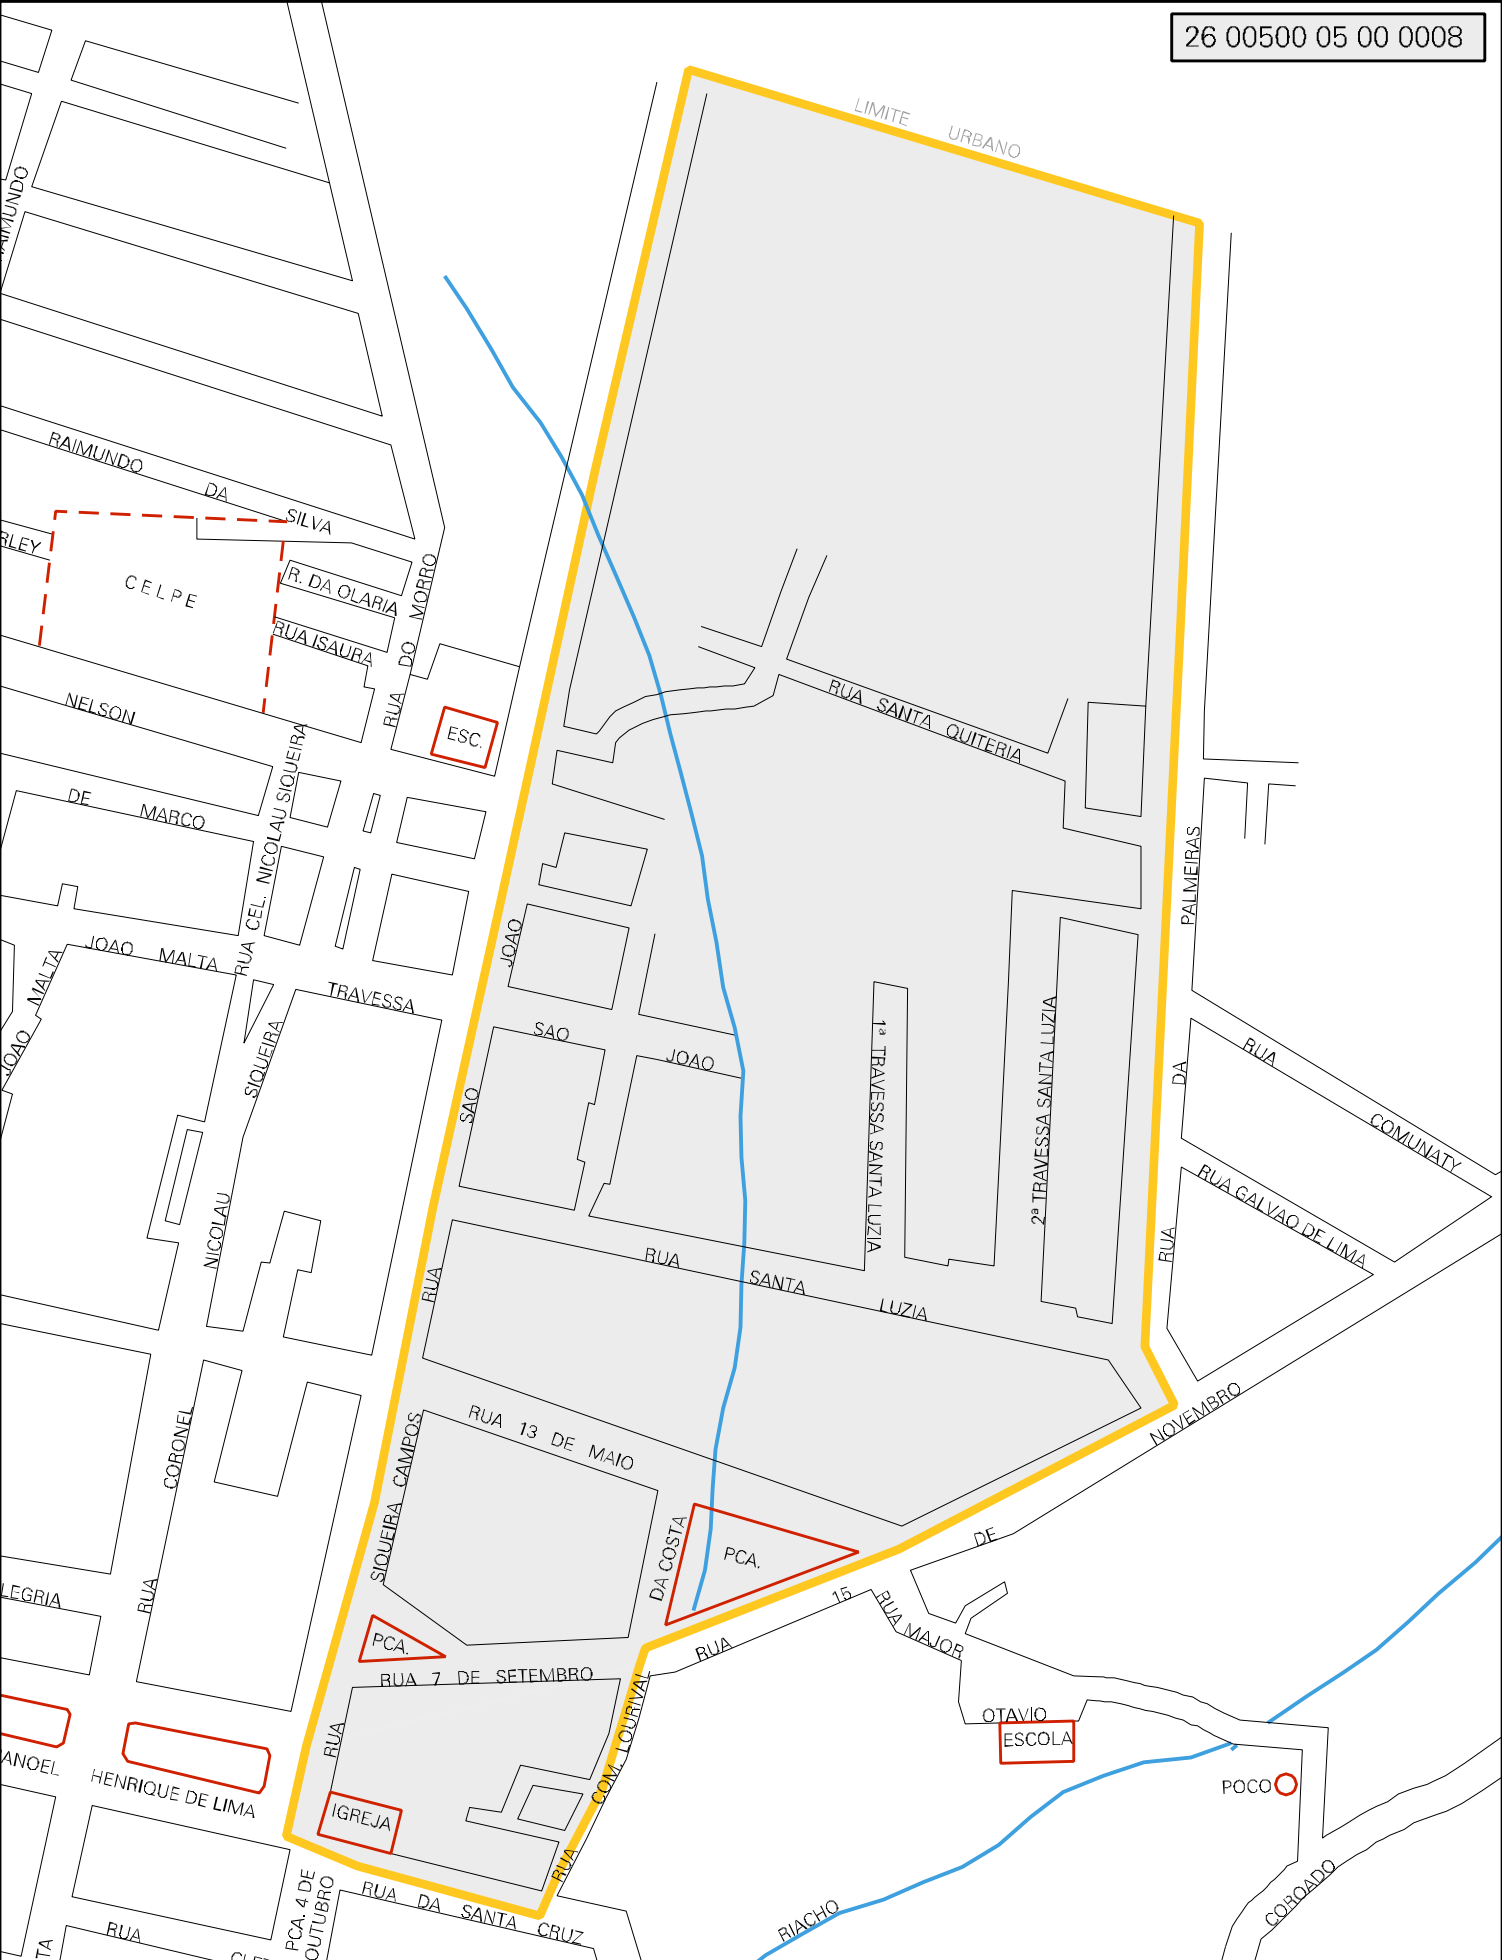 26 00500 05 00 0008
LIMITE URBANO
RAIMUNDO DA SILVA
CELPE
R. DA OLARIA
RUA ISAURA
RUA DO MORRO
NELSON
ESC.
RUA SANTA QUITERIA
DE MARCO
RUA CEL. NICOLAU SIQUEIRA
JOAO MALTA
JOAO MALTA
TRAVESSA
SAO JOAO
RUA SAO JOAO
1ª TRAVESSA SANTA LUZIA
2ª TRAVESSA SANTA LUZIA
RUA DA PALMEIRAS
RUA COMUNATY
RUA GALVAO DE LIMA
RUA SANTA LUZIA
RUA CORONEL NICOLAU SIQUEIRA
RUA 13 DE MAIO
RUA SIQUEIRA CAMPOS
DA COSTA
PCA.
PCA.
RUA 15 DE NOVEMBRO
RUA MAJOR OTAVIO
ESCOLA
POCO
RUA 7 DE SETEMBRO
RUA COM. LOURIVAL
IGREJA
HENRIQUE DE LIMA
RUA DA SANTA CRUZ
PCA. 4 DE
OUTUBRO
RUA
RIACHO
COROADO